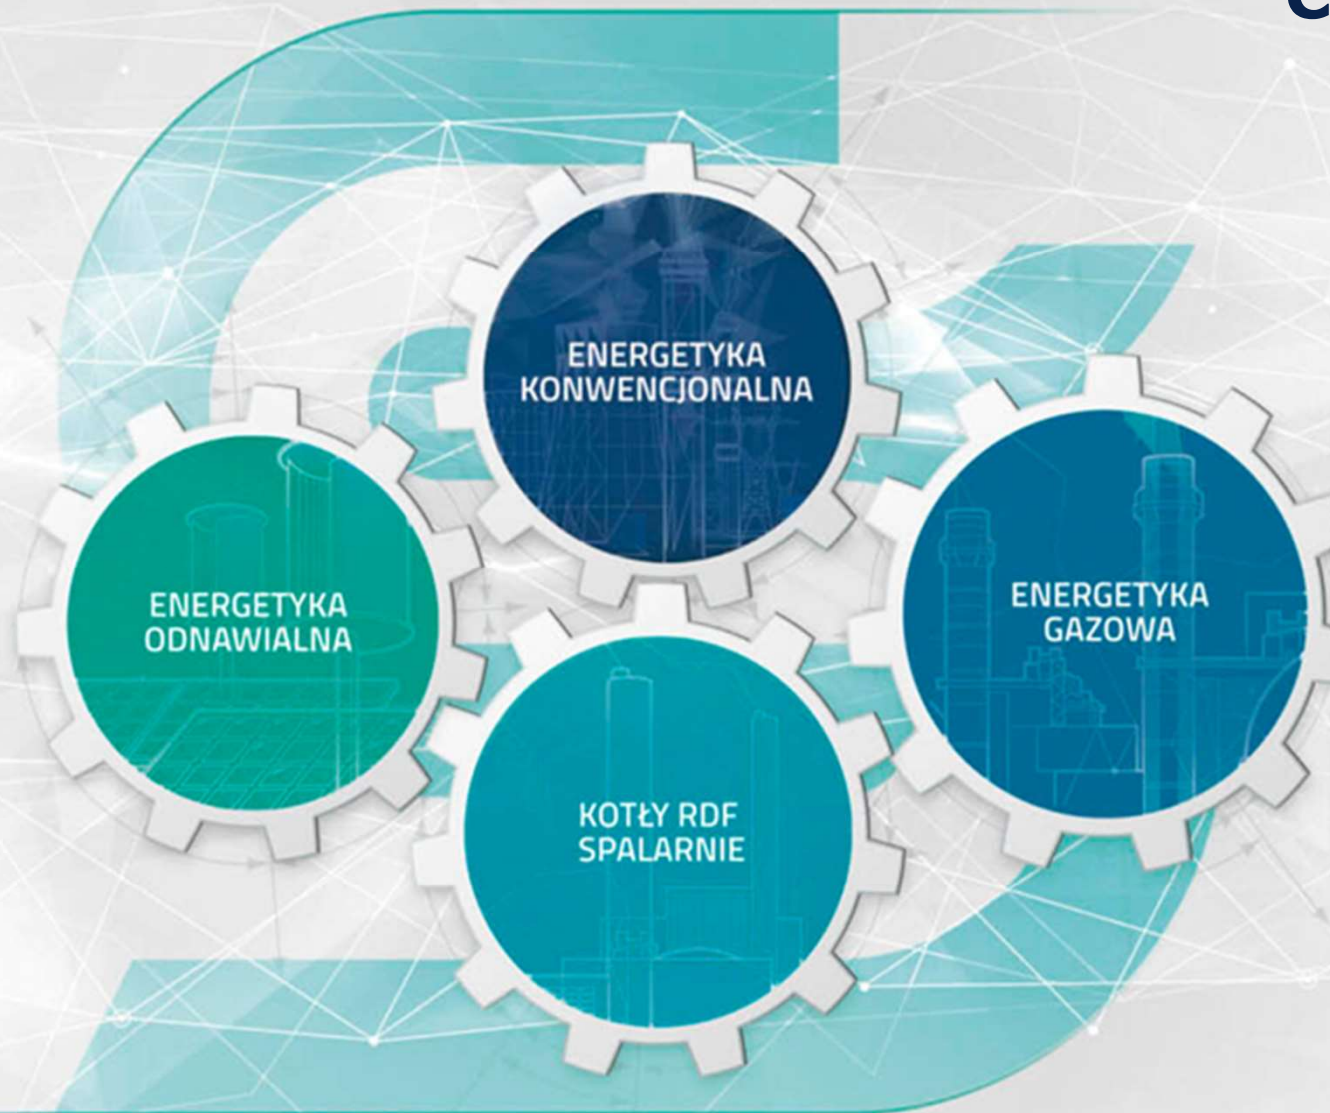 ENERGETYKA
KONWENCJONALNA
ENERGETYKA
ODNAWIALNA
ENERGETYKA
GAZOWA
KOTŁY RDF
SPALARNIE